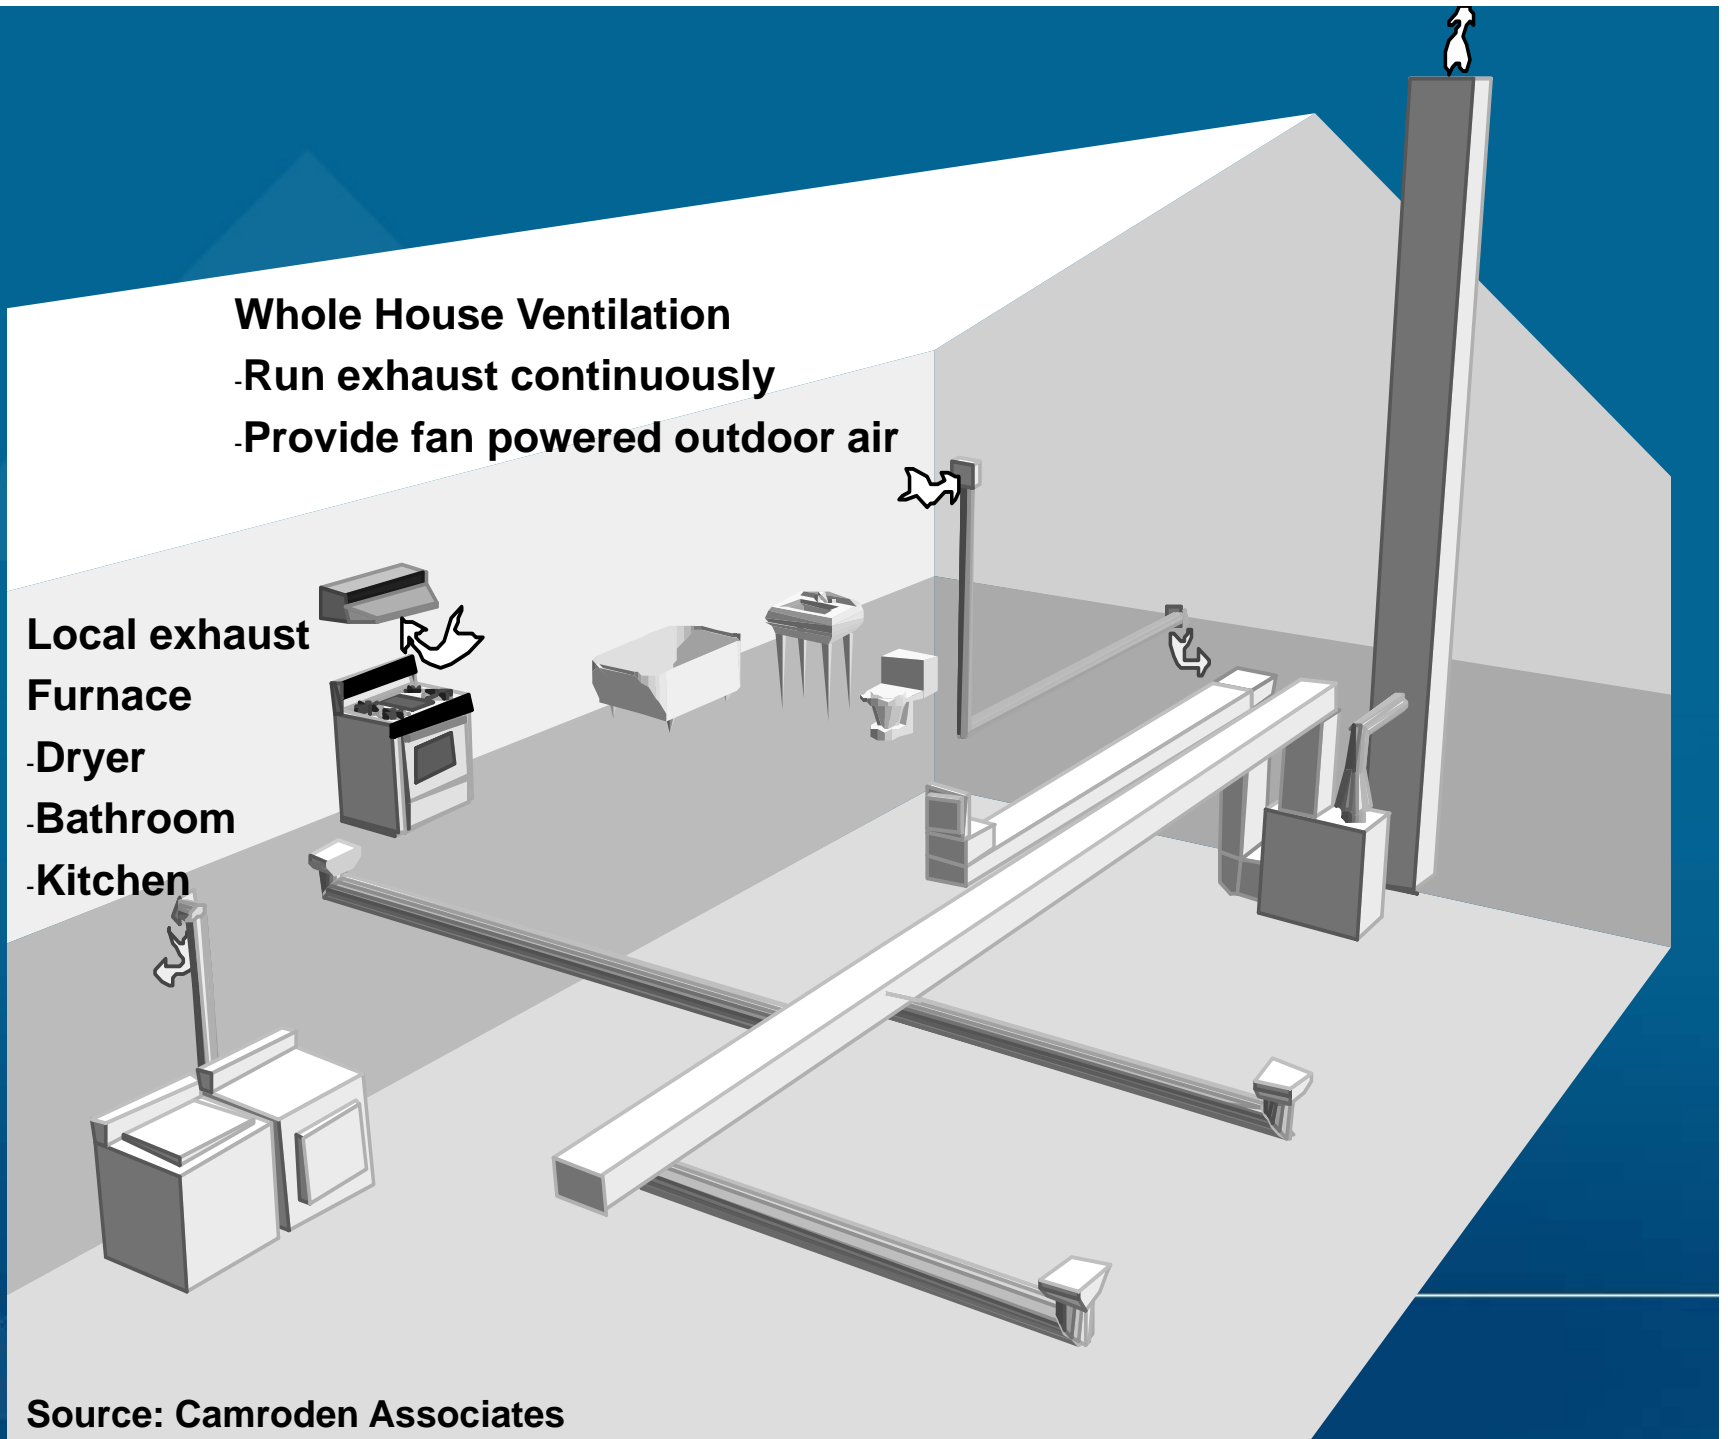 Whole House Ventilation
-Run exhaust continuously
-Provide fan powered outdoor air
Local exhaust
Furnace
-Dryer
-Bathroom
-Kitchen
Source: Camroden Associates